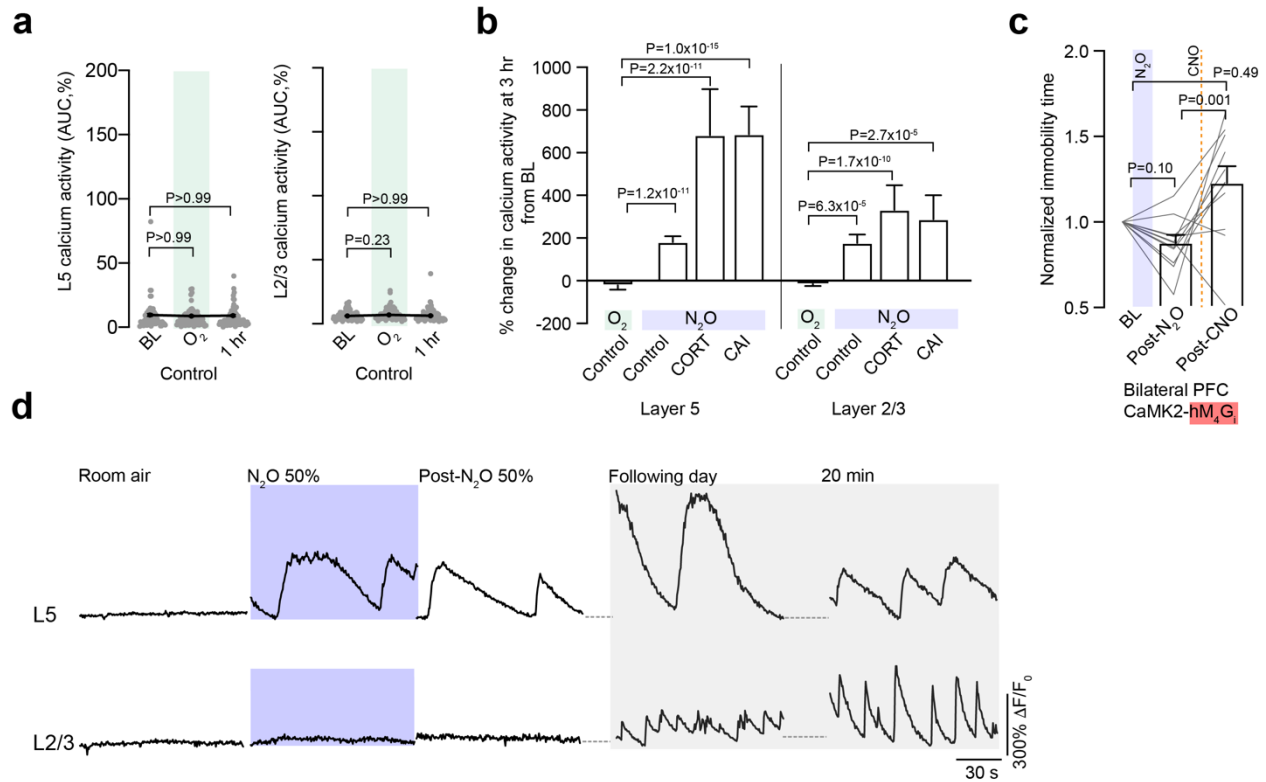 a
L5 calcium activity (AUC,%)
200
150
100
50
0
P>0.99
P>0.99
BL
O₂
1 hr
Control
L2/3 calcium activity (AUC,%)
P>0.99
P=0.23
BL
O₂
1 hr
Control
b
% change in calcium activity at 3 hr
from BL
1000
800
600
400
200
0
-200
P=1.0x10⁻¹⁵
P=2.2x10⁻¹¹
P=1.2x10⁻¹¹
P=2.7x10⁻⁵
P=1.7x10⁻¹⁰
P=6.3x10⁻⁵
O₂
N₂O
O₂
N₂O
Control
Control
CORT
CAI
Control
Control
CORT
CAI
Layer 5
Layer 2/3
c
Normalized immobility time
2.0
1.5
1.0
0.5
N₂O
CNO
P=0.49
P=0.001
P=0.10
BL
Post-N₂O
Post-CNO
Bilateral PFC
CaMK2-hM₄Gᵢ
d
Room air
N₂O 50%
Post-N₂O 50%
Following day
20 min
L5
L2/3
300% ΔF/F₀
30 s